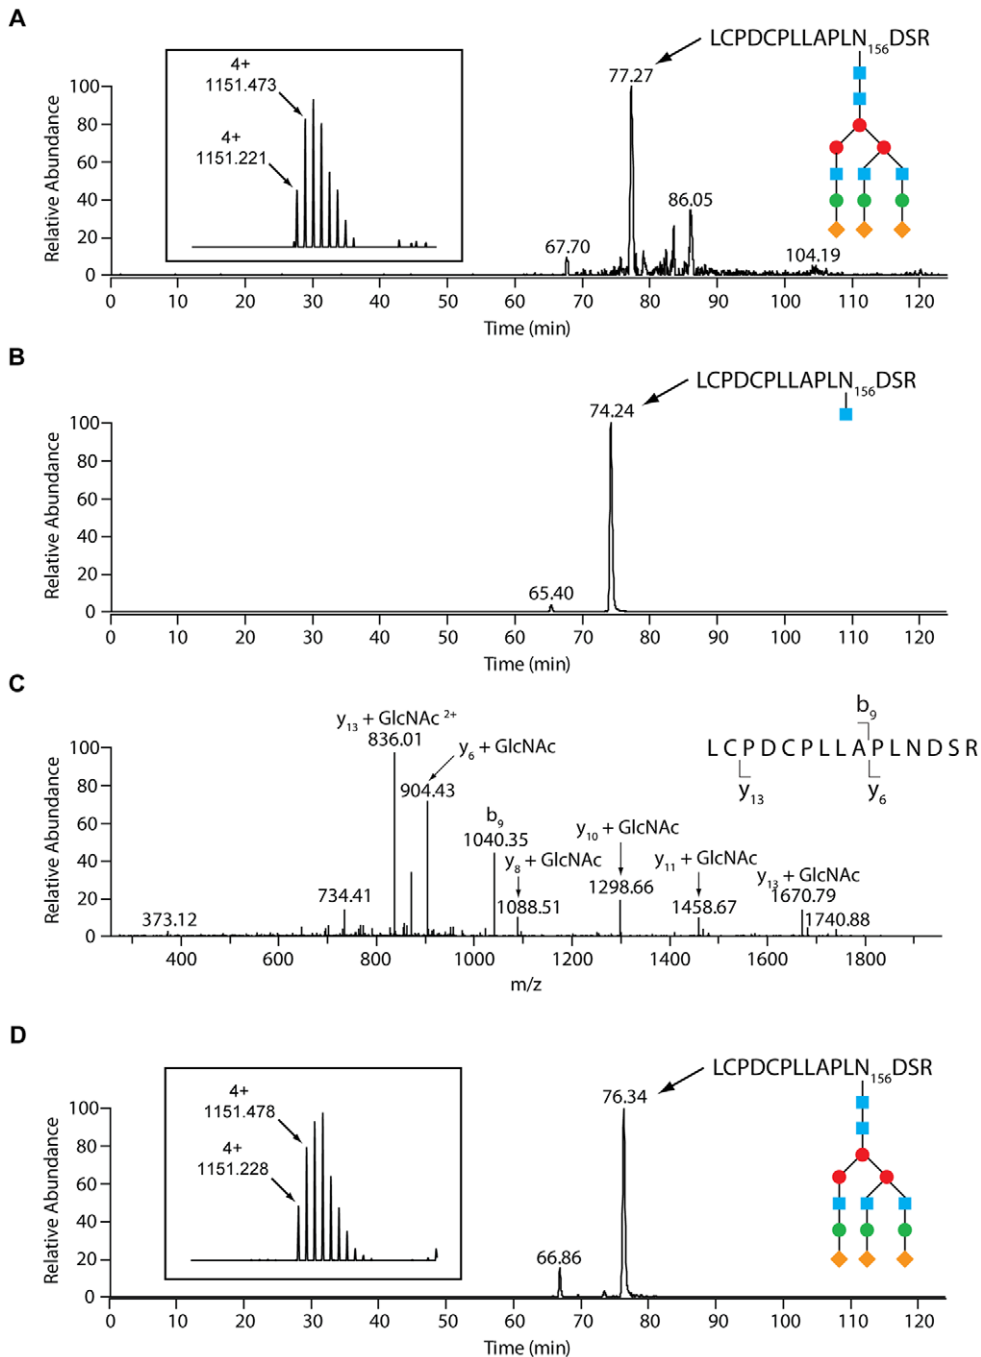 A
LCPDCPLLAPLN156DSR
4+
1151.473
4+
1151.221
77.27
86.05
67.70
104.19
Relative Abundance
100
80
60
40
20
0
0 10 20 30 40 50 60 70 80 90 100 110 120
Time (min)
B
LCPDCPLLAPLN156DSR
74.24
65.40
Relative Abundance
100
80
60
40
20
0
0 10 20 30 40 50 60 70 80 90 100 110 120
Time (min)
C
y13 + GlcNAc 2+
836.01
y6 + GlcNAc
904.43
b9
1040.35
y8 + GlcNAc
1088.51
y10 + GlcNAc
1298.66
y11 + GlcNAc
1458.67
y13 + GlcNAc
1670.79
1740.88
734.41
373.12
b9
L C P D C P L L A P L N D S R
y13 y6
Relative Abundance
100
80
60
40
20
0
400 600 800 1000 1200 1400 1600 1800
m/z
D
LCPDCPLLAPLN156DSR
4+
1151.478
4+
1151.228
76.34
66.86
Relative Abundance
100
80
60
40
20
0
0 10 20 30 40 50 60 70 80 90 100 110 120
Time (min)